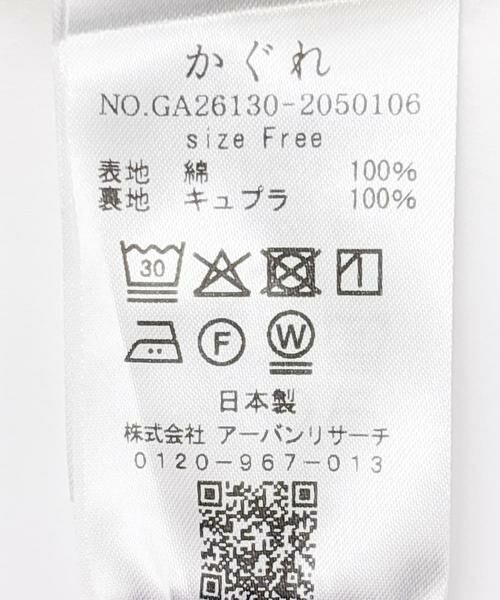 かぐれ
NO.GA26130-2050106
size Free
表地 綿 100%
裏地 キュプラ 100%
30
F W
日本製
株式会社 アーバンリサーチ
0120-967-013